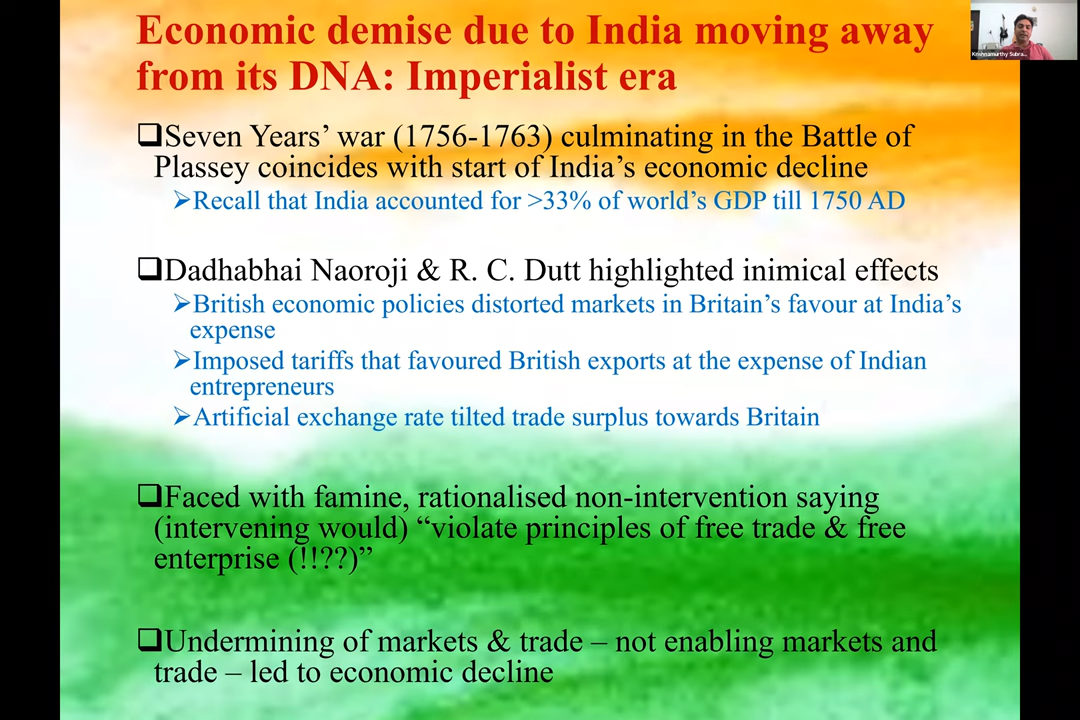 Economic demise due to India moving away
from its DNA: Imperialist era
Krishnamurthy Subra...
❑Seven Years’ war (1756-1763) culminating in the Battle of
Plassey coincides with start of India’s economic decline
➢Recall that India accounted for >33% of world’s GDP till 1750 AD
❑Dadhabhai Naoroji & R. C. Dutt highlighted inimical effects
➢British economic policies distorted markets in Britain’s favour at India’s
expense
➢Imposed tariffs that favoured British exports at the expense of Indian
entrepreneurs
➢Artificial exchange rate tilted trade surplus towards Britain
❑Faced with famine, rationalised non-intervention saying
(intervening would) “violate principles of free trade & free
enterprise (!!??)”
❑Undermining of markets & trade – not enabling markets and
trade – led to economic decline